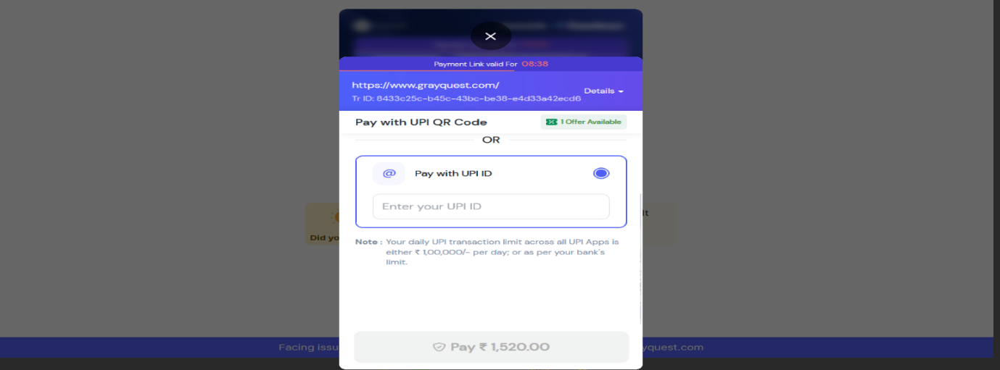 Payment Link valid For 08:38
https://www.grayquest.com/
Tr ID: 8433c25c-b45c-43bc-be38-e4d33a42ecd6
Details
Pay with UPI QR Code
1 Offer Available
OR
@ Pay with UPI ID
Enter your UPI ID
Note : Your daily UPI transaction limit across all UPI Apps is
either ₹ 1,00,000/- per day; or as per your bank's
limit.
Pay ₹ 1,520.00
Did yo
lt
Facing issu
yquest.com